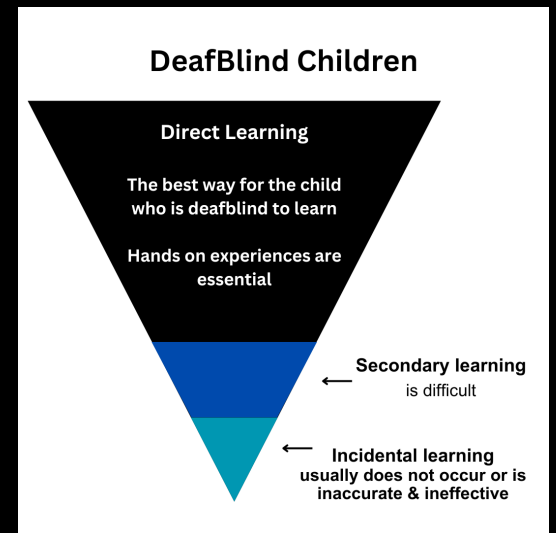 DeafBlind Children
Direct Learning
The best way for the child
who is deafblind to learn
Hands on experiences are
essential
Secondary learning
is difficult
Incidental learning
usually does not occur or is
inaccurate & ineffective